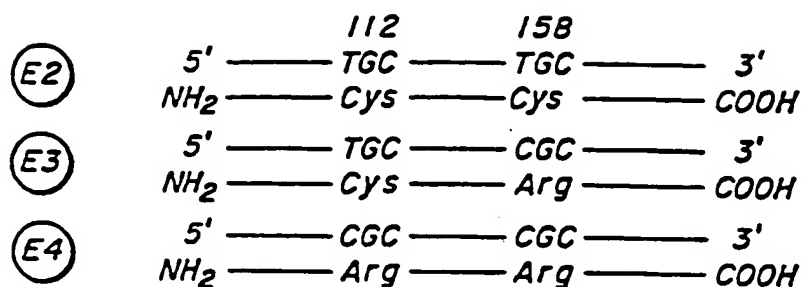 112 158
E2 5' TGC TGC 3'
NH₂ Cys Cys COOH
E3 5' TGC CGC 3'
NH₂ Cys Arg COOH
E4 5' CGC CGC 3'
NH₂ Arg Arg COOH